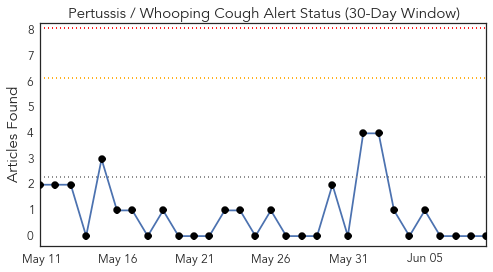 Pertussis / Whooping Cough Alert Status (30-Day Window)
Articles Found
8
7
6
5
4
3
2
1
0
May 11
May 16
May 21
May 26
May 31
Jun 05